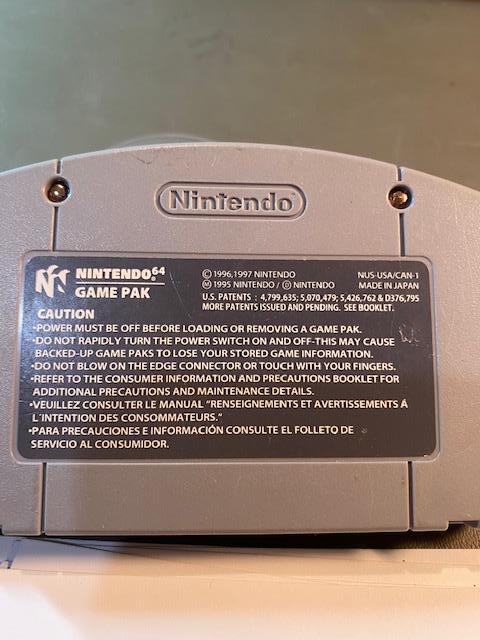 Nintendo®
NINTENDO 64
GAME PAK
© 1996,1997 NINTENDO
Ⓜ 1995 NINTENDO / Ⓓ NINTENDO
NUS-USA/CAN-1
MADE IN JAPAN
U.S. PATENTS : 4,799,635; 5,070,479; 5,426,762 & D376,795
MORE PATENTS ISSUED AND PENDING. SEE BOOKLET.
CAUTION
•POWER MUST BE OFF BEFORE LOADING OR REMOVING A GAME PAK.
•DO NOT RAPIDLY TURN THE POWER SWITCH ON AND OFF-THIS MAY CAUSE
BACKED-UP GAME PAKS TO LOSE YOUR STORED GAME INFORMATION.
•DO NOT BLOW ON THE EDGE CONNECTOR OR TOUCH WITH YOUR FINGERS.
•REFER TO THE CONSUMER INFORMATION AND PRECAUTIONS BOOKLET FOR
ADDITIONAL PRECAUTIONS AND MAINTENANCE DETAILS.
•VEUILLEZ CONSULTER LE MANUAL "RENSEIGNEMENTS ET AVERTISSEMENTS Á
L'INTENTION DES CONSOMMATEURS."
•PARA PRECAUCIONES E INFORMACIÓN CONSULTE EL FOLLETO DE
SERVICIO AL CONSUMIDOR.